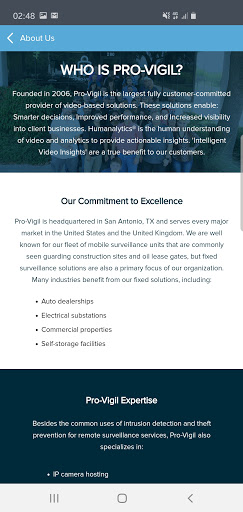 02:48
About Us
WHO IS PRO-VIGIL?
Founded in 2006, Pro-Vigil is the largest fully customer-committed
provider of video-based solutions. These solutions enable:
Smarter decisions, improved performance, and increased visibility
into client businesses. Humanalytics® is the human understanding
of video and analytics to provide actionable insights. 'Intelligent
Video Insights' are a true benefit to our customers.
Our Commitment to Excellence
Pro-Vigil is headquartered in San Antonio, TX and serves every major
market in the United States and the United Kingdom. We are well
known for our fleet of mobile surveillance units that are commonly
seen guarding construction sites and oil lease gates, but fixed
surveillance solutions are also a primary focus of our organization.
Many industries benefit from our fixed solutions, including:
• Auto dealerships
• Electrical substations
• Commercial properties
• Self-storage facilities
Pro-Vigil Expertise
Besides the common uses of intrusion detection and theft
prevention for remote surveillance services, Pro-Vigil also
specializes in:
• IP camera hosting